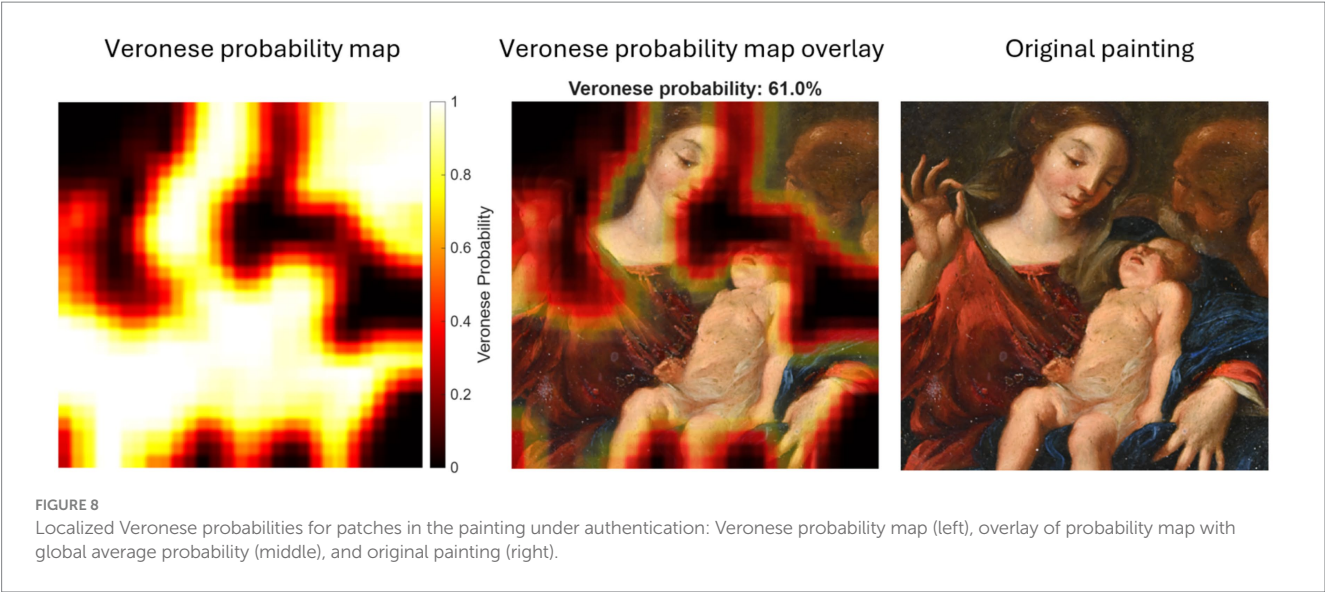 Veronese probability map
Veronese probability map overlay
Original painting
Veronese probability: 61.0%
1
0.8
0.6
0.4
0.2
0
Veronese Probability
FIGURE 8
Localized Veronese probabilities for patches in the painting under authentication: Veronese probability map (left), overlay of probability map with
global average probability (middle), and original painting (right).